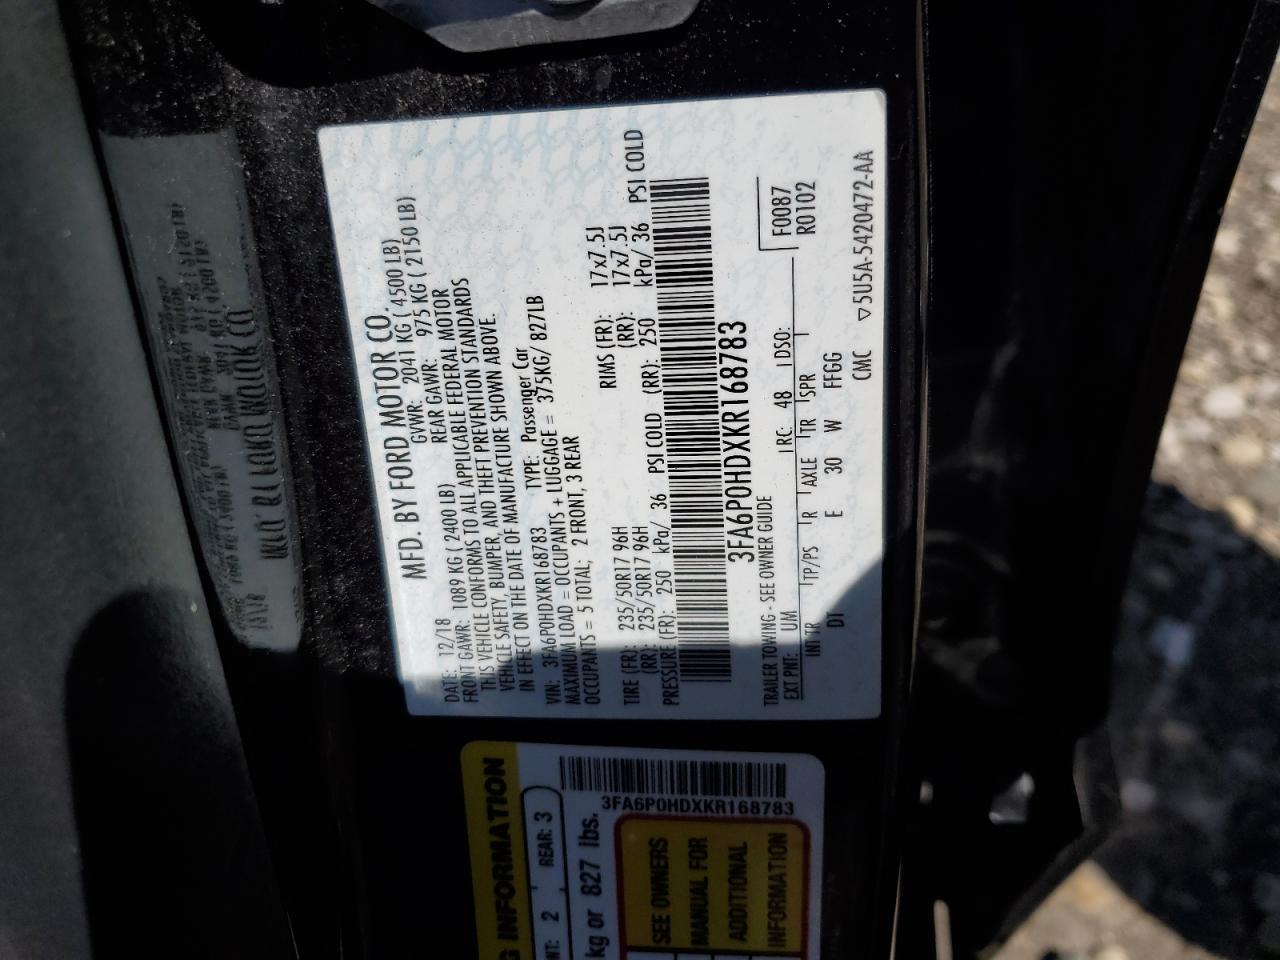 MFD. BY FORD MOTOR CO.
DATE: 12/18 GVWR: 2041 KG ( 4500 LB)
FRONT GAWR: 1089 KG ( 2400 LB) REAR GAWR: 975 KG ( 2150 LB)
THIS VEHICLE CONFORMS TO ALL APPLICABLE FEDERAL MOTOR
VEHICLE SAFETY, BUMPER, AND THEFT PREVENTION STANDARDS
IN EFFECT ON THE DATE OF MANUFACTURE SHOWN ABOVE.
VIN: 3FA6P0HDXKR168783 TYPE: Passenger Car
MAXIMUM LOAD = OCCUPANTS + LUGGAGE = 375KG/ 827LB
OCCUPANTS = 5 TOTAL; 2 FRONT, 3 REAR
TIRE (FR): 235/50R17 96H RIMS (FR): 17x7.5J
(RR): 235/50R17 96H (RR): 17x7.5J
PRESSURE (FR): 250 kPa/ 36 PSI COLD (RR): 250 kPa/ 36 PSI COLD
3FA6P0HDXKR168783
F0087
R0102
TRAILER TOWING - SEE OWNER GUIDE
EXT PNT: UM RC: 48 DSO:
INT TR TP/PS R AXLE TR SPR
DT E 30 W FFGG
CMC ▽5U5A-5420472-AA
INFORMATION
2 REAR: 3
3FA6P0HDXKR168783
kg or 827 lbs.
SEE OWNERS
MANUAL FOR
ADDITIONAL
INFORMATION